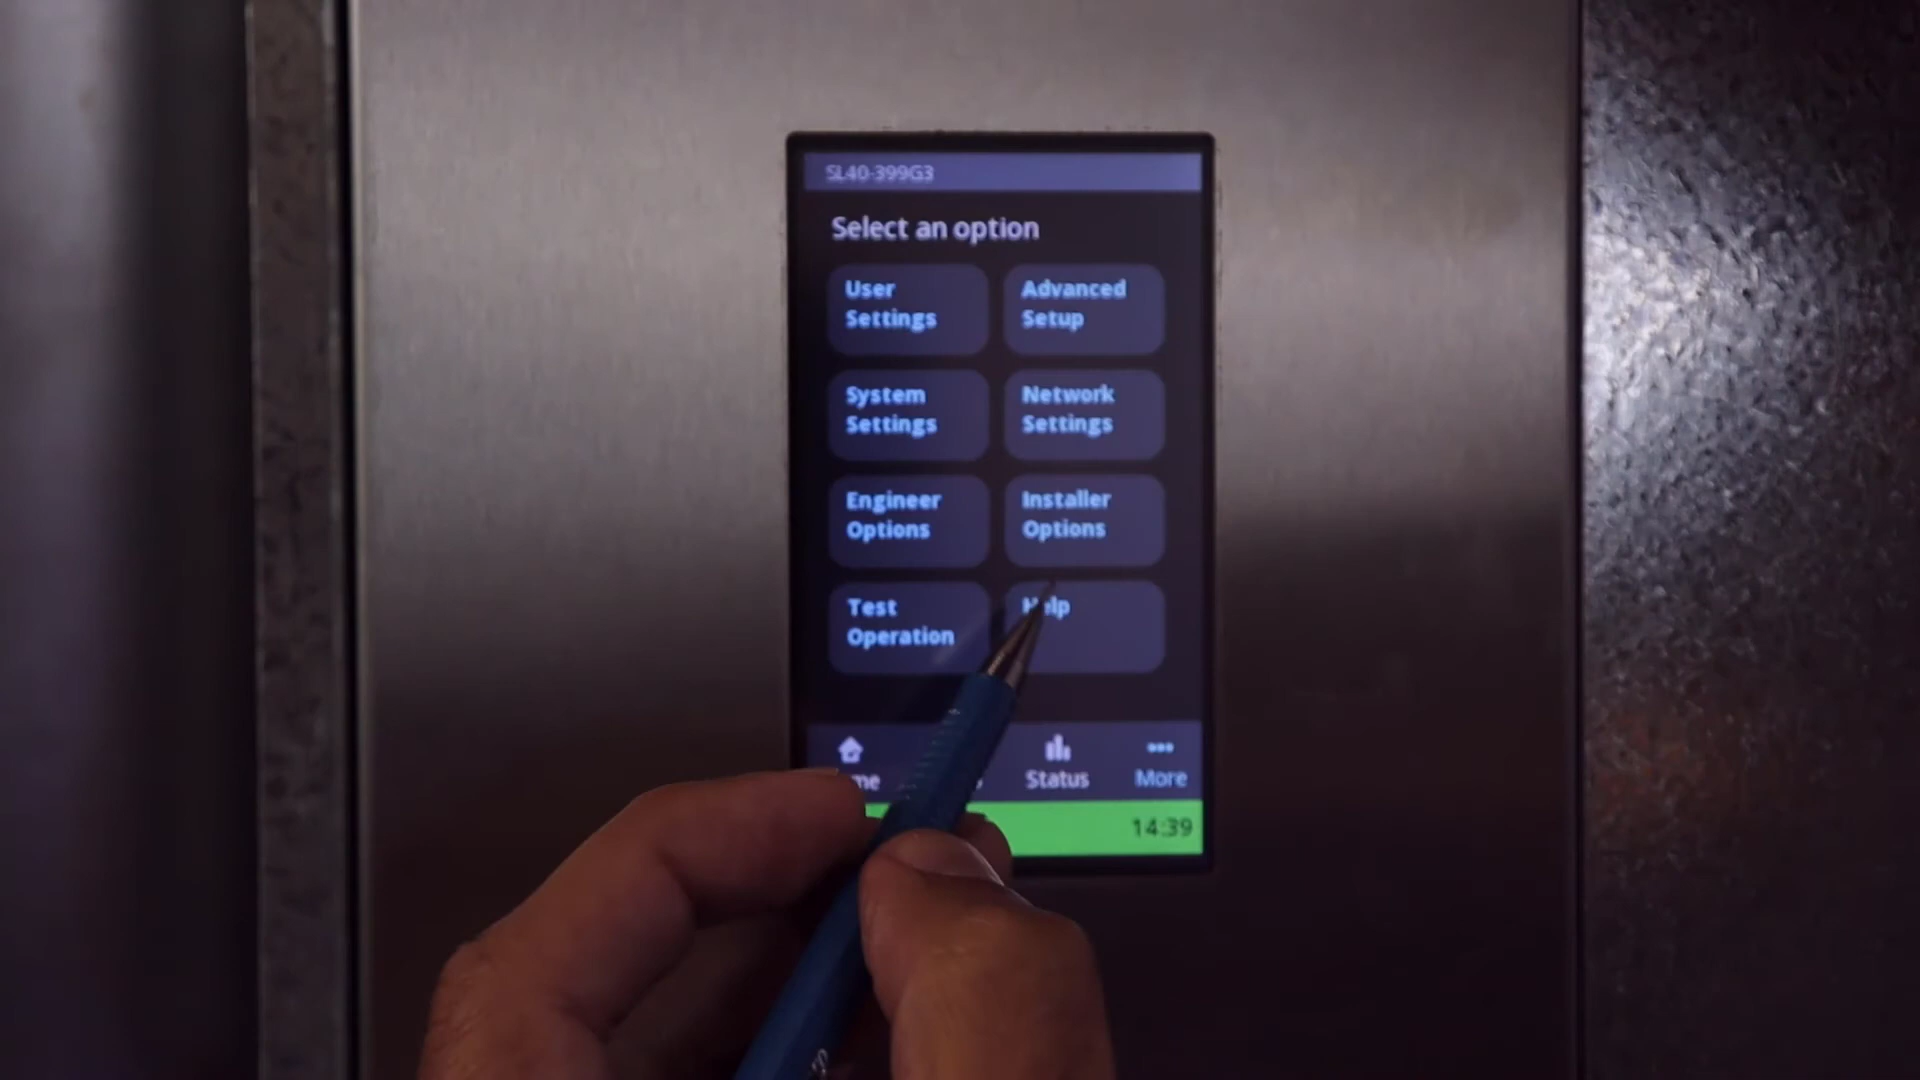 SL40-399G3
Select an option
User
Settings
Advanced
Setup
System
Settings
Network
Settings
Engineer
Options
Installer
Options
Test
Operation
Help
Status
More
14:39